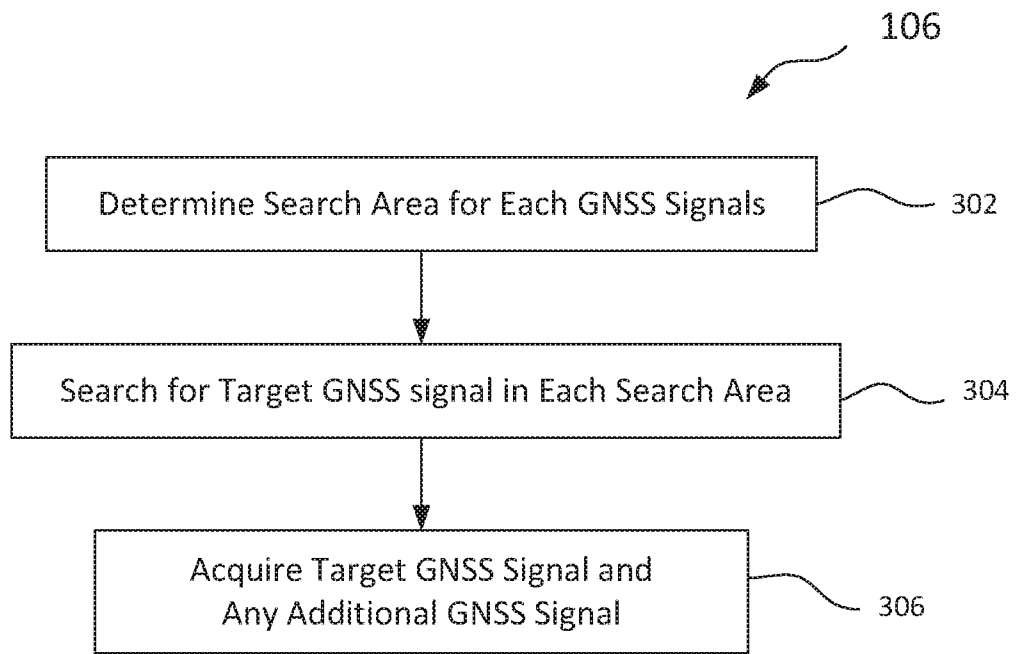 106
Determine Search Area for Each GNSS Signals
302
Search for Target GNSS signal in Each Search Area
304
Acquire Target GNSS Signal and
Any Additional GNSS Signal
306